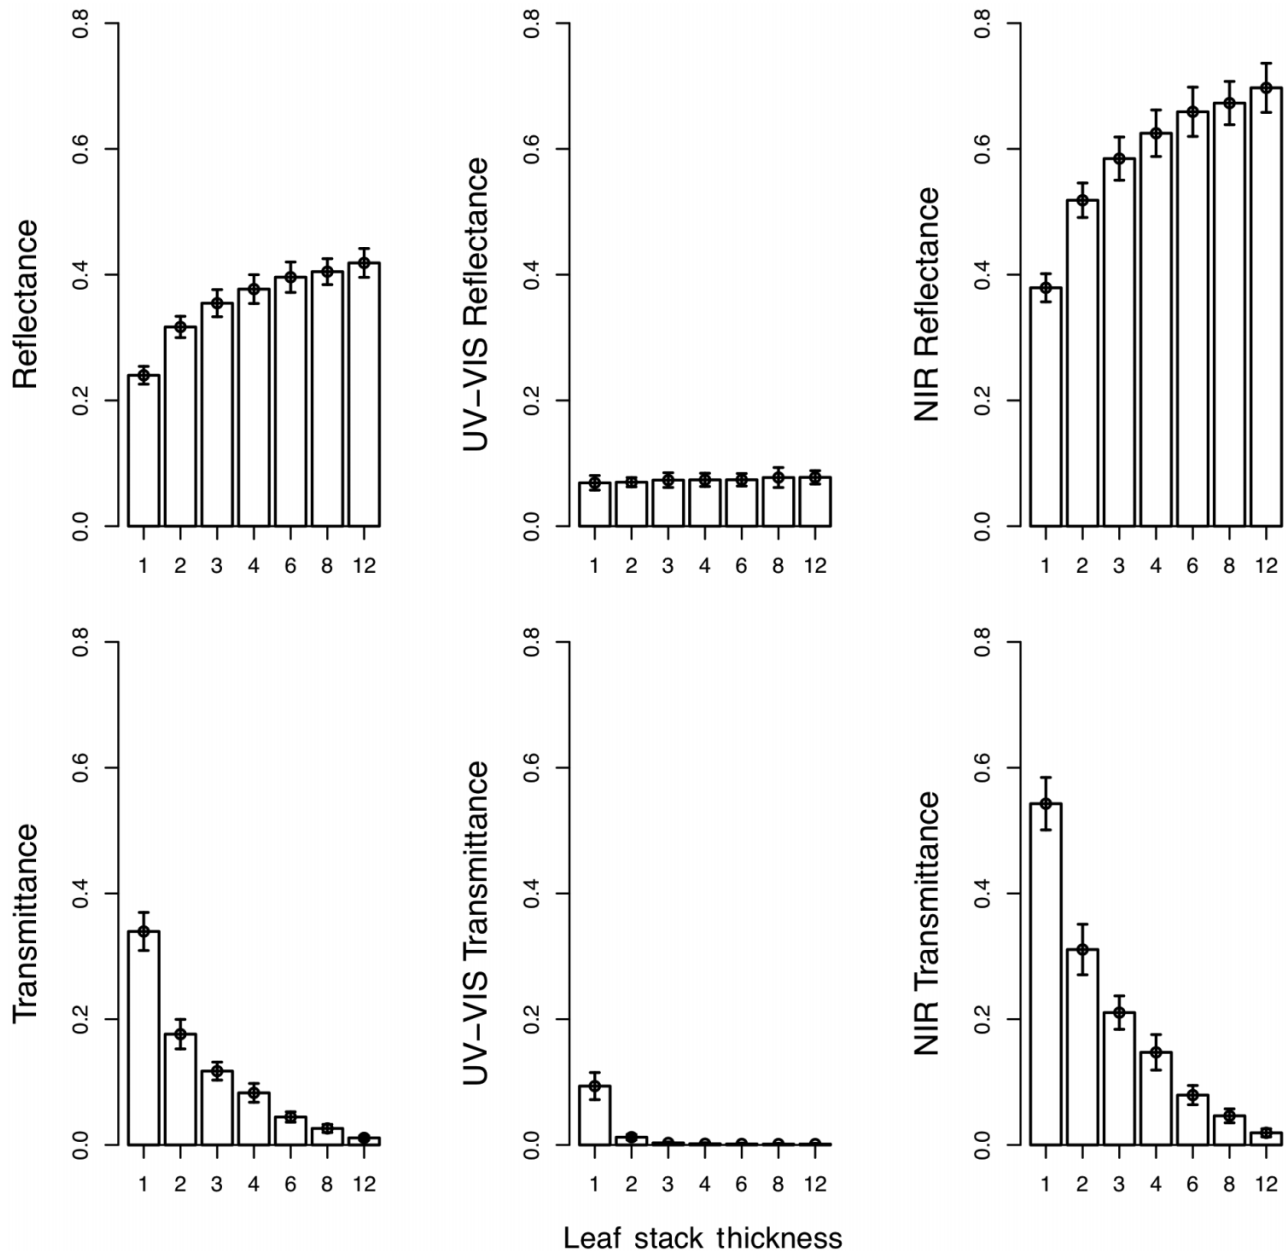 Reflectance
0.0 0.2 0.4 0.6 0.8
1 2 3 4 6 8 12
UV-VIS Reflectance
0.0 0.2 0.4 0.6 0.8
1 2 3 4 6 8 12
NIR Reflectance
0.0 0.2 0.4 0.6 0.8
1 2 3 4 6 8 12
Transmittance
0.0 0.2 0.4 0.6 0.8
1 2 3 4 6 8 12
UV-VIS Transmittance
0.0 0.2 0.4 0.6 0.8
1 2 3 4 6 8 12
NIR Transmittance
0.0 0.2 0.4 0.6 0.8
1 2 3 4 6 8 12
Leaf stack thickness